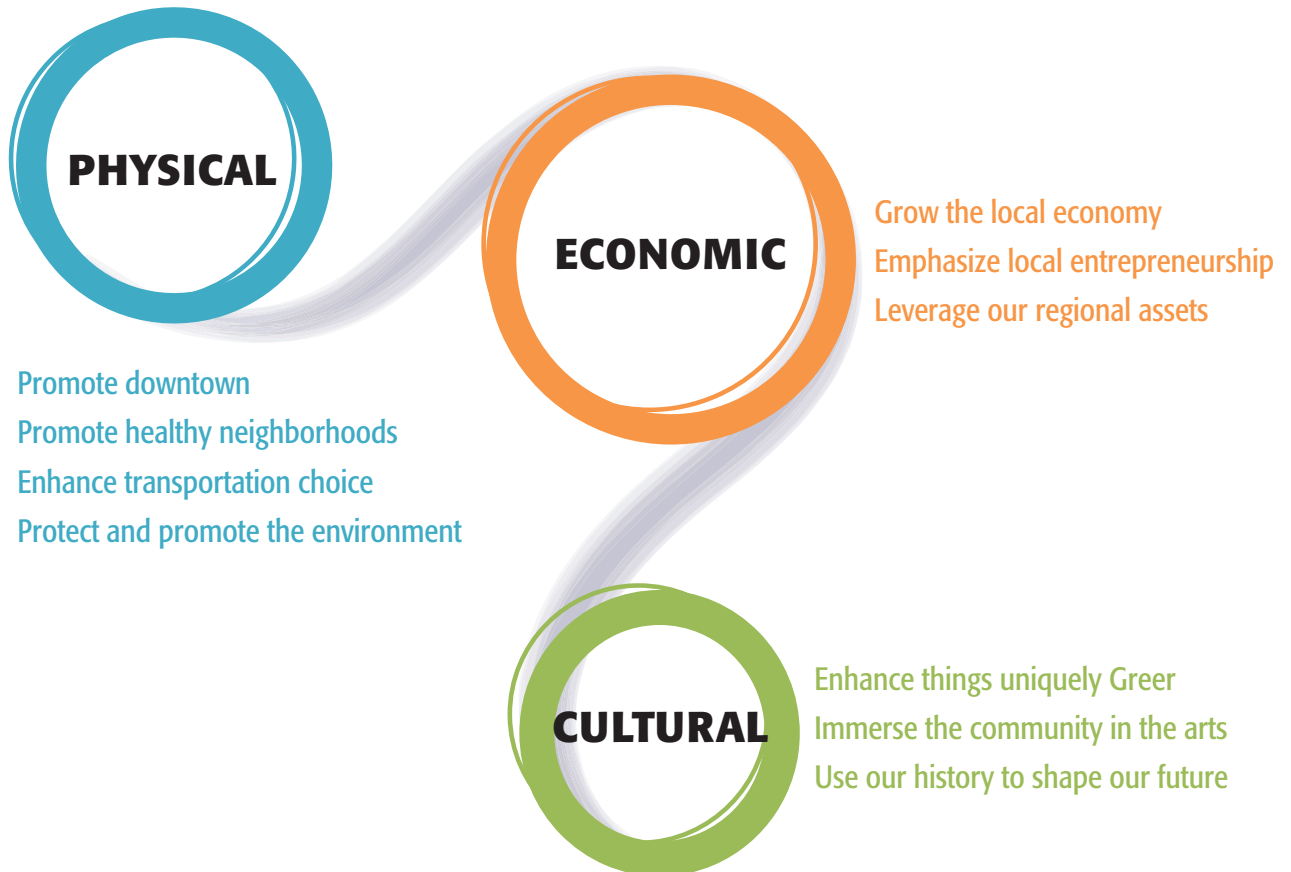 PHYSICAL
Promote downtown
Promote healthy neighborhoods
Enhance transportation choice
Protect and promote the environment
ECONOMIC
Grow the local economy
Emphasize local entrepreneurship
Leverage our regional assets
CULTURAL
Enhance things uniquely Greer
Immerse the community in the arts
Use our history to shape our future